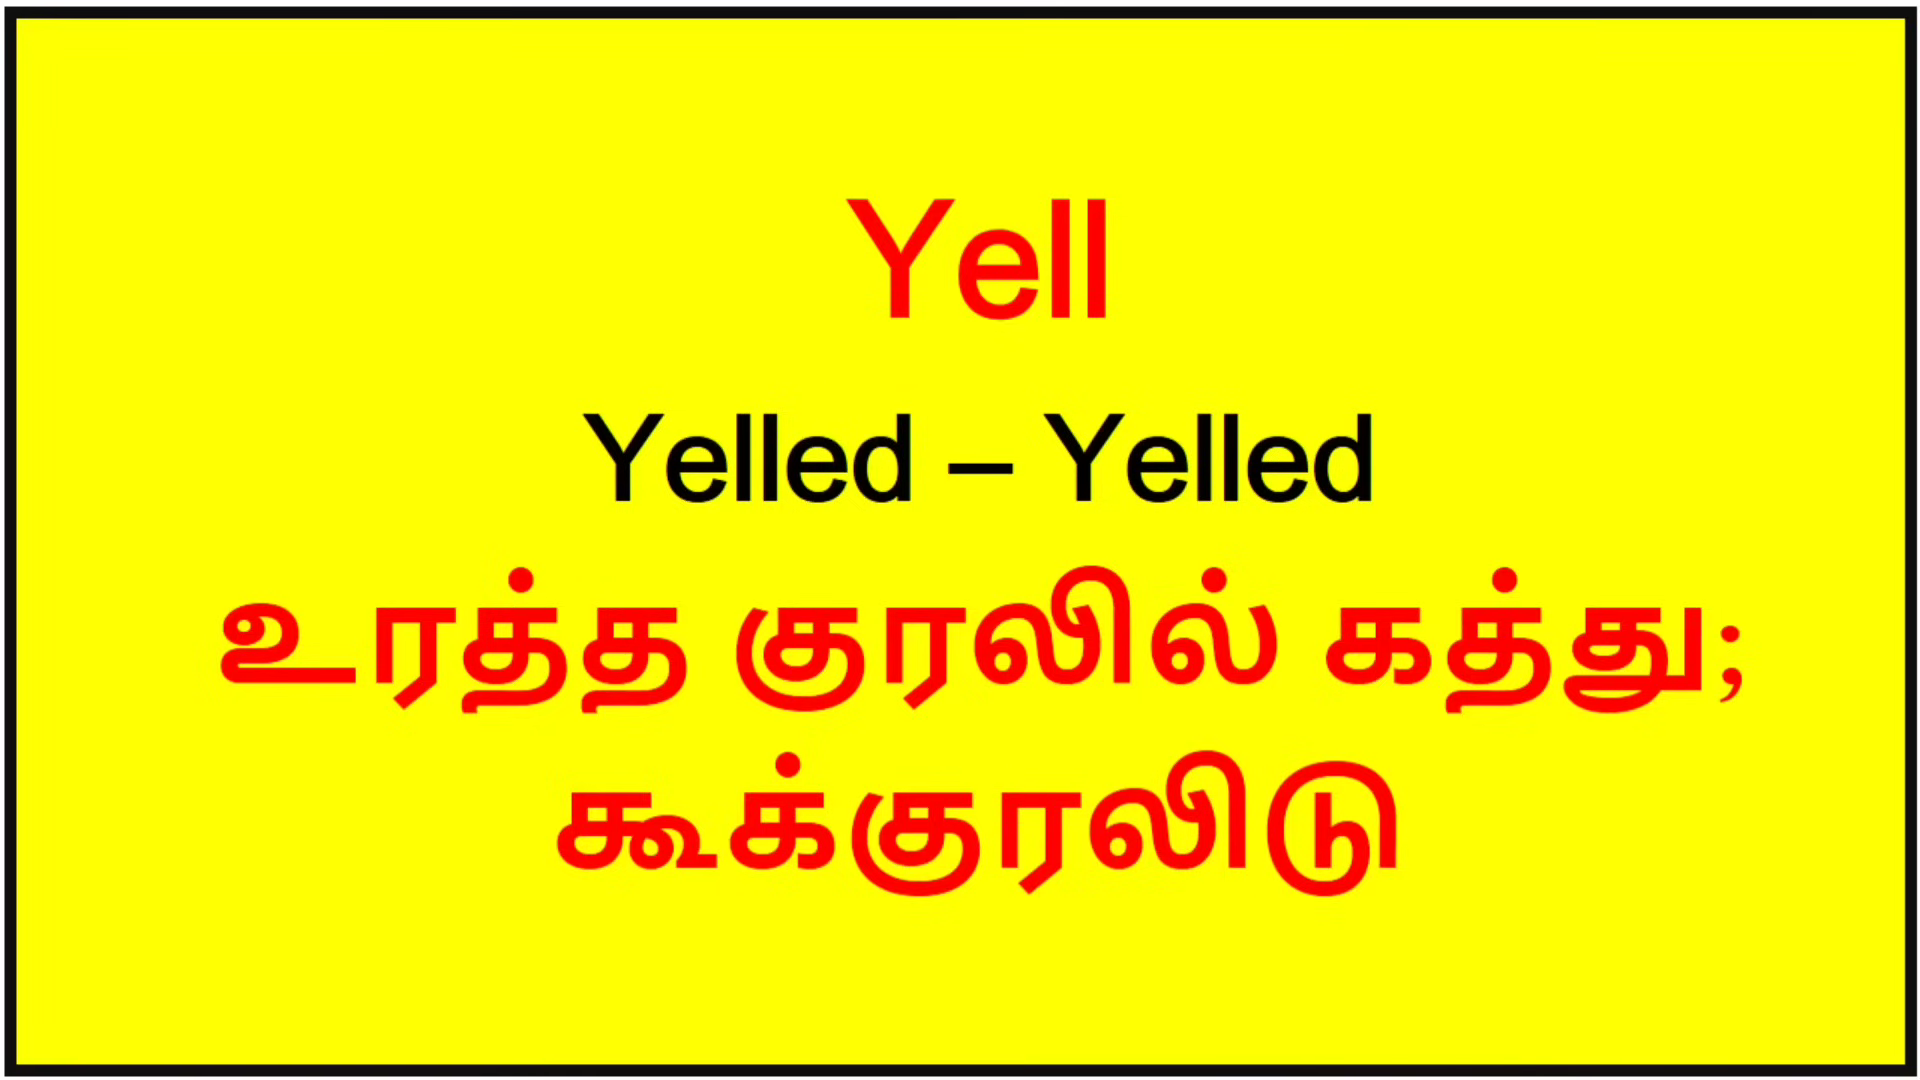 Yell
Yelled – Yelled
உரத்த குரலில் கத்து;
கூக்குரலிடு